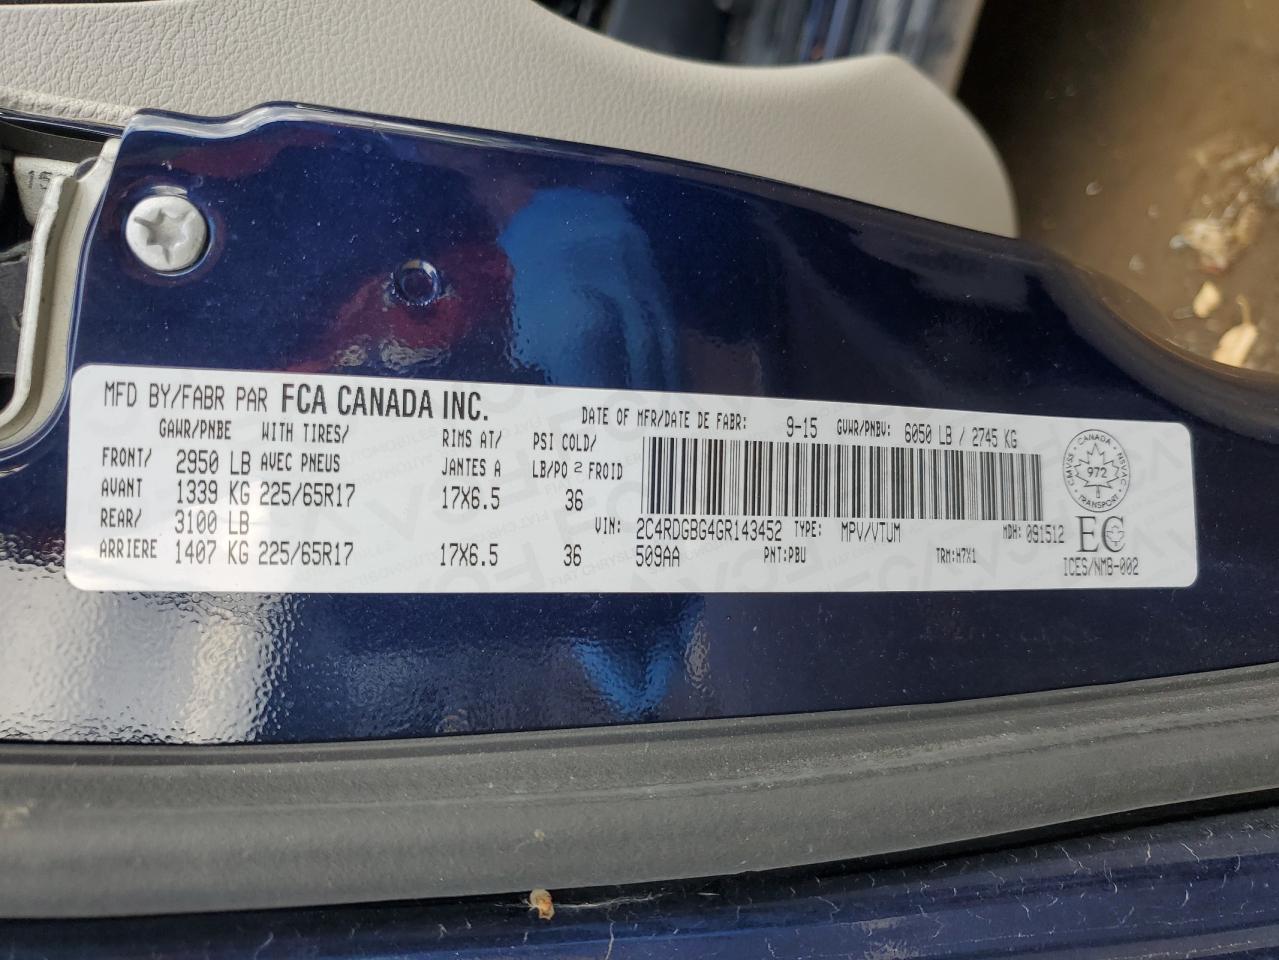 MFD BY/FABR PAR FCA CANADA INC. DATE OF MFR/DATE DE FABR: 9-15 GVWR/PNBV: 6050 LB / 2745 KG
GAWR/PNBE WITH TIRES/ RIMS AT/ PSI COLD/
FRONT/ 2950 LB AVEC PNEUS JANTES A LB/PO 2 FROID
AVANT 1339 KG 225/65R17 17X6.5 36
REAR/ 3100 LB VIN: 2C4RDGBG4GR143452 TYPE: MPV/VTUM MDH: 091512
ARRIERE 1407 KG 225/65R17 17X6.5 36 509AA PNT:PBU TRM:H7X1
CANADA
CMVSS 972 NSVAC
TRANSPORT
EC
ICES/NMB-002
15